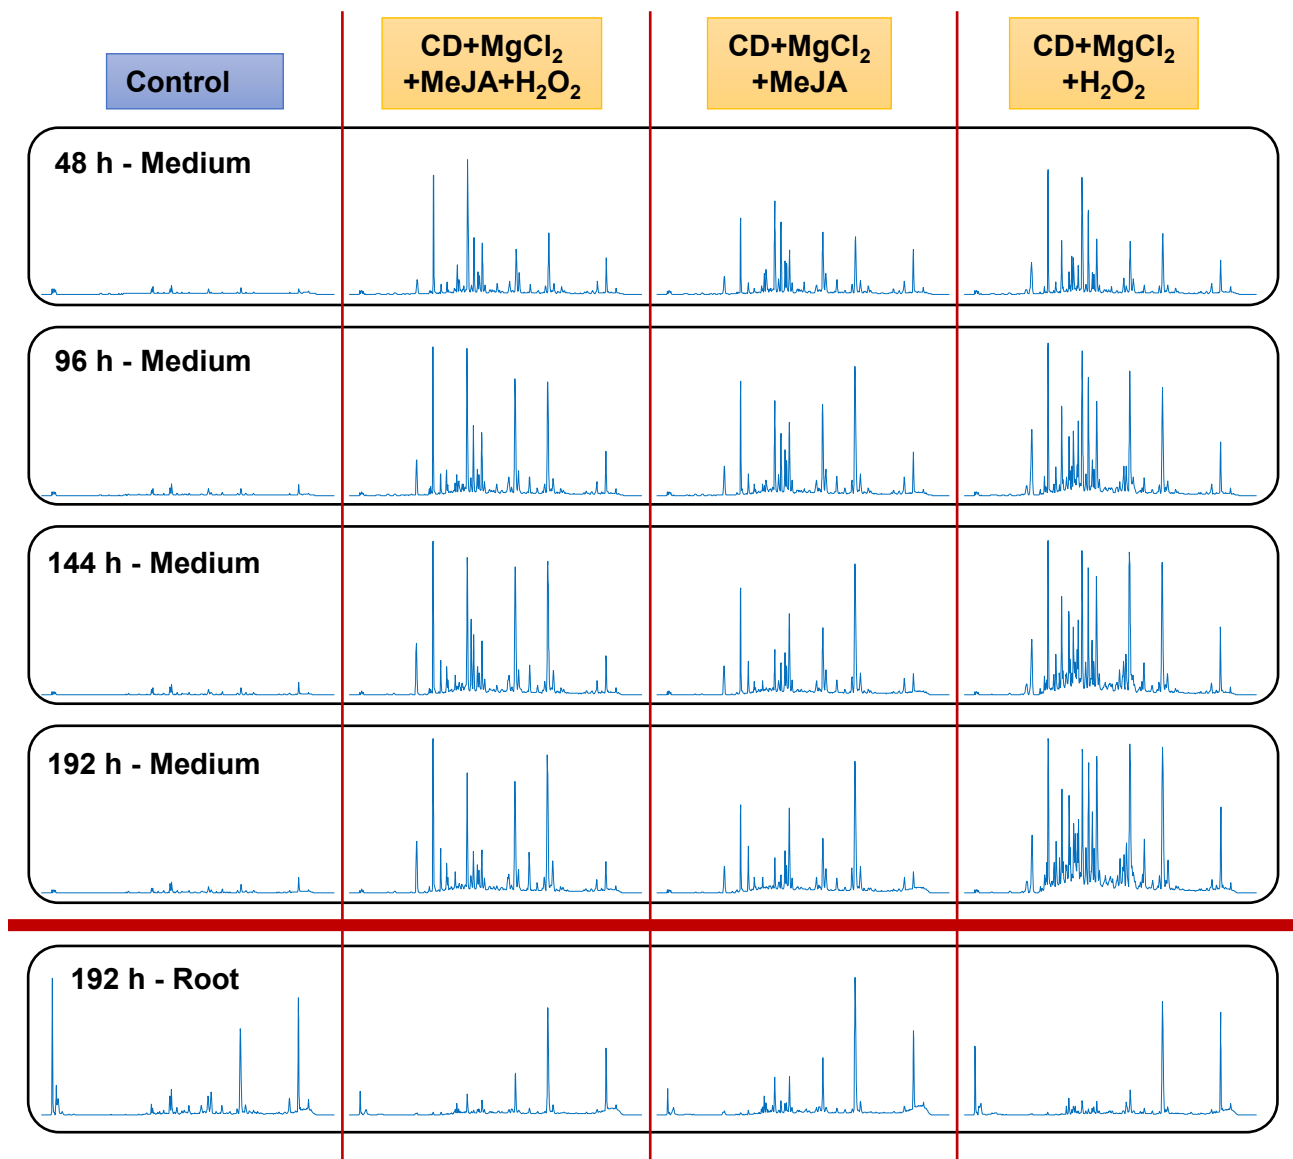 Control
CD+MgCl₂
+MeJA+H₂O₂
CD+MgCl₂
+MeJA
CD+MgCl₂
+H₂O₂
48 h - Medium
96 h - Medium
144 h - Medium
192 h - Medium
192 h - Root